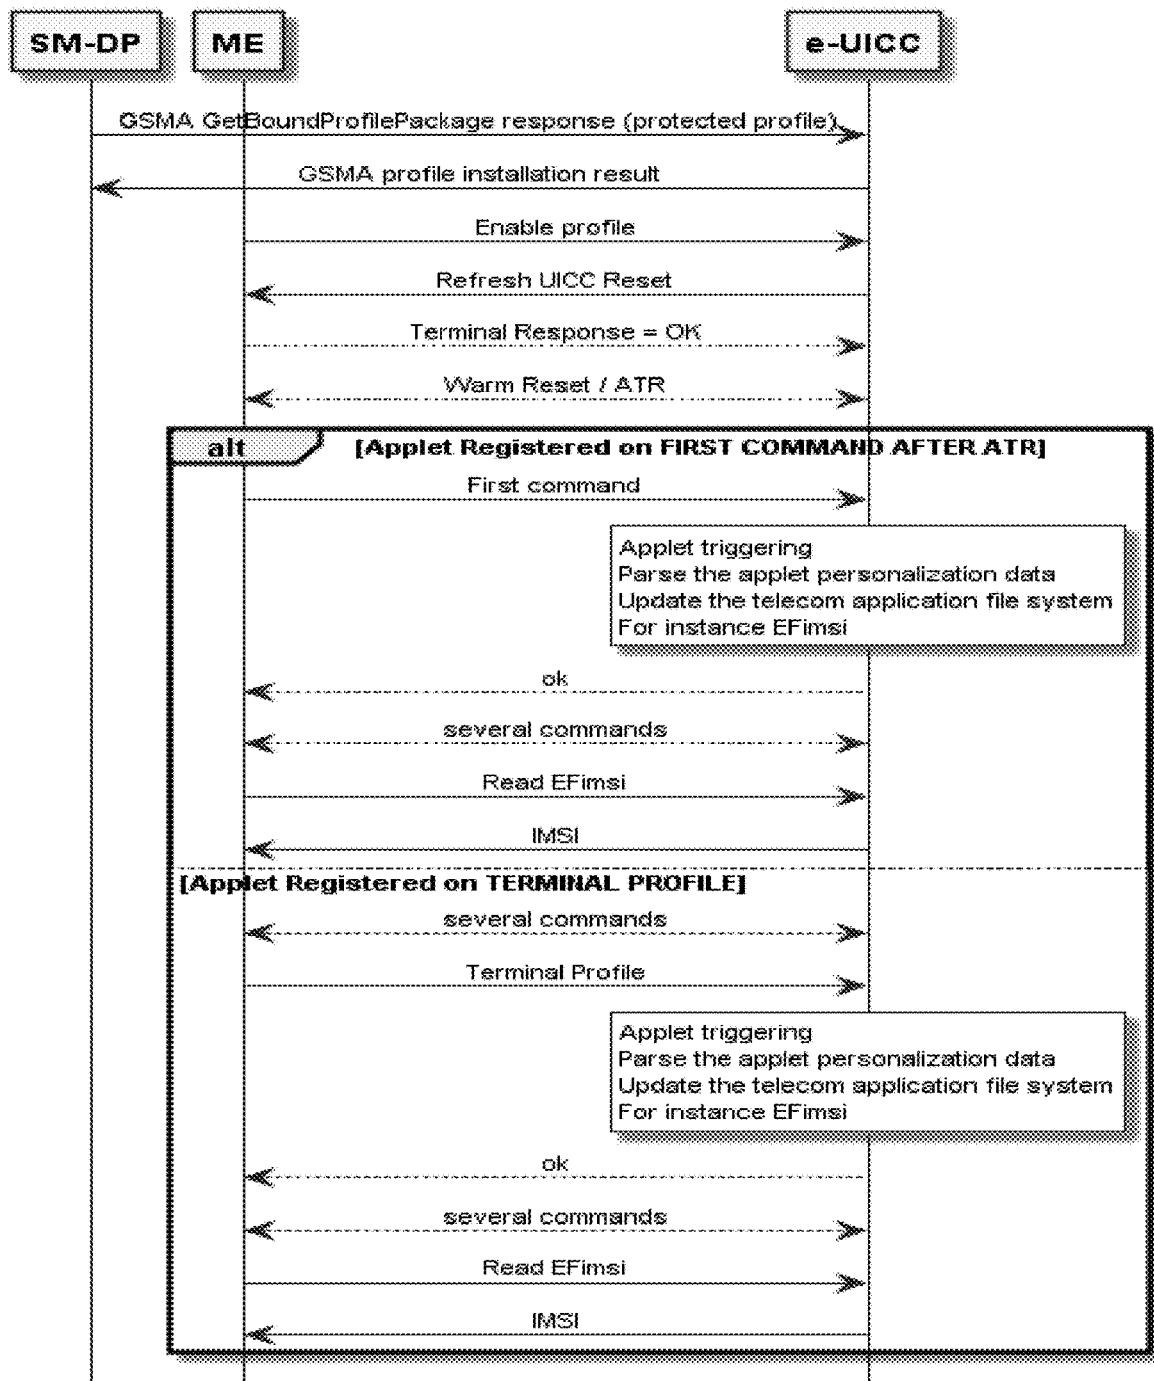 SM-DP ME e-UICC
GSMA GetBoundProfilePackage response (protected profile)
GSMA profile installation result
Enable profile
Refresh UICC Reset
Terminal Response = OK
Warm Reset / ATR
alt [Applet Registered on FIRST COMMAND AFTER ATR]
First command
Applet triggering
Parse the applet personalization data
Update the telecom application file system
For instance EFimsi
ok
several commands
Read EFimsi
IMSI
[Applet Registered on TERMINAL PROFILE]
several commands
Terminal Profile
Applet triggering
Parse the applet personalization data
Update the telecom application file system
For instance EFimsi
ok
several commands
Read EFimsi
IMSI